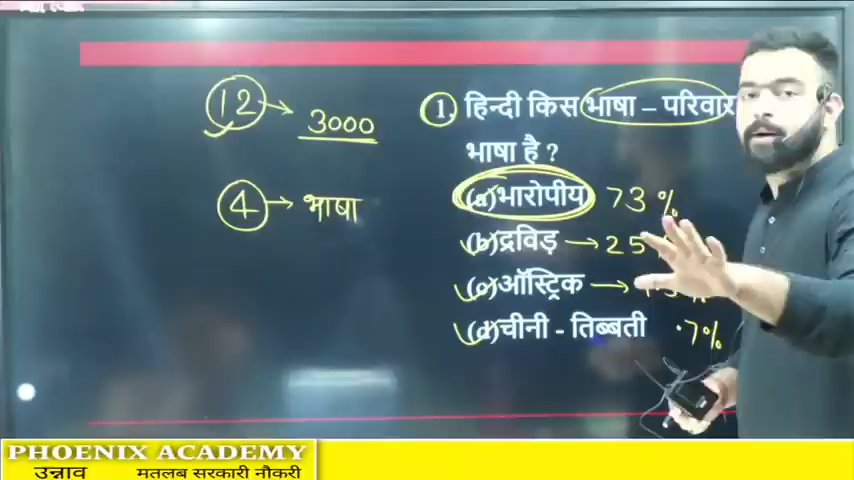 12 → 3000
4 → भाषा
1. हिन्दी किस भाषा – परिवार
भाषा है ?
(a) भारोपीय 73 %
(b) द्रविड़ → 25
(c) ऑस्ट्रिक →
(d) चीनी - तिब्बती .7%
PHOENIX ACADEMY
उन्नाव मतलब सरकारी नौकरी